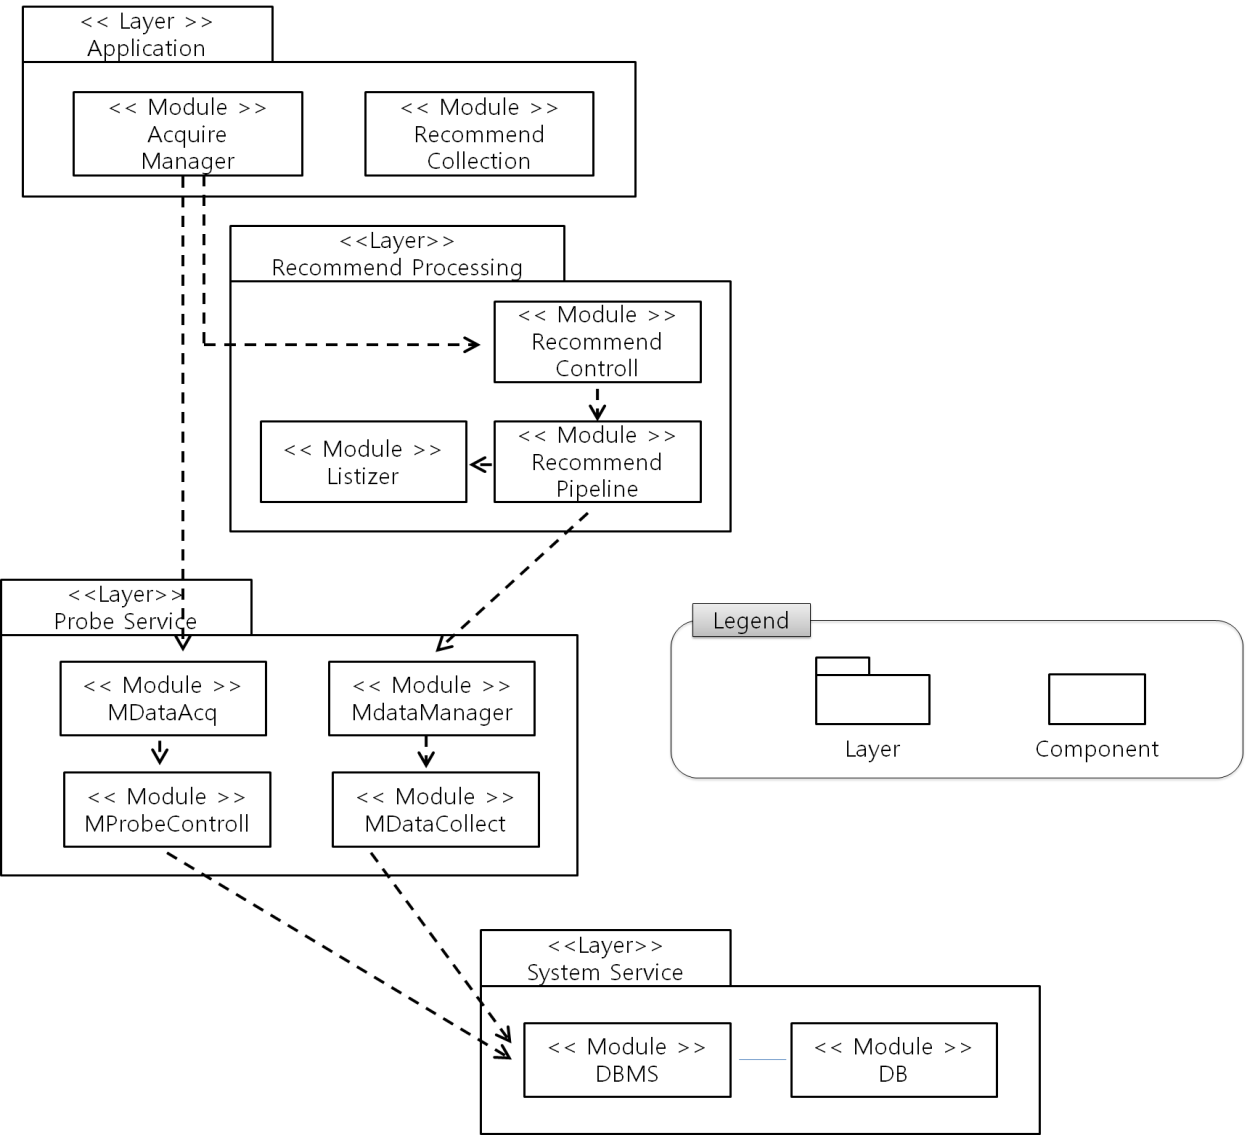 << Layer >>
Application
<< Module >>
Acquire
Manager
<< Module >>
Recommend
Collection
<<Layer>>
Recommend Processing
<< Module >>
Recommend
Controll
<< Module >>
Listizer
<< Module >>
Recommend
Pipeline
<<Layer>>
Probe Service
<< Module >>
MDataAcq
<< Module >>
MdataManager
<< Module >>
MProbeControll
<< Module >>
MDataCollect
Legend
Layer
Component
<<Layer>>
System Service
<< Module >>
DBMS
<< Module >>
DB